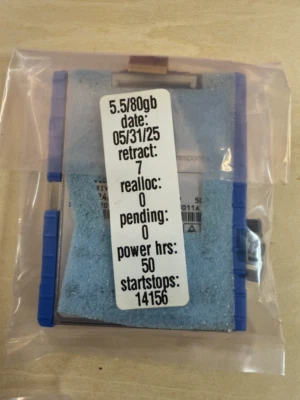 5.5/80gb
date:
05/31/25
retract:
7
realloc:
0
pending:
0
power hrs:
50
startstops:
14156